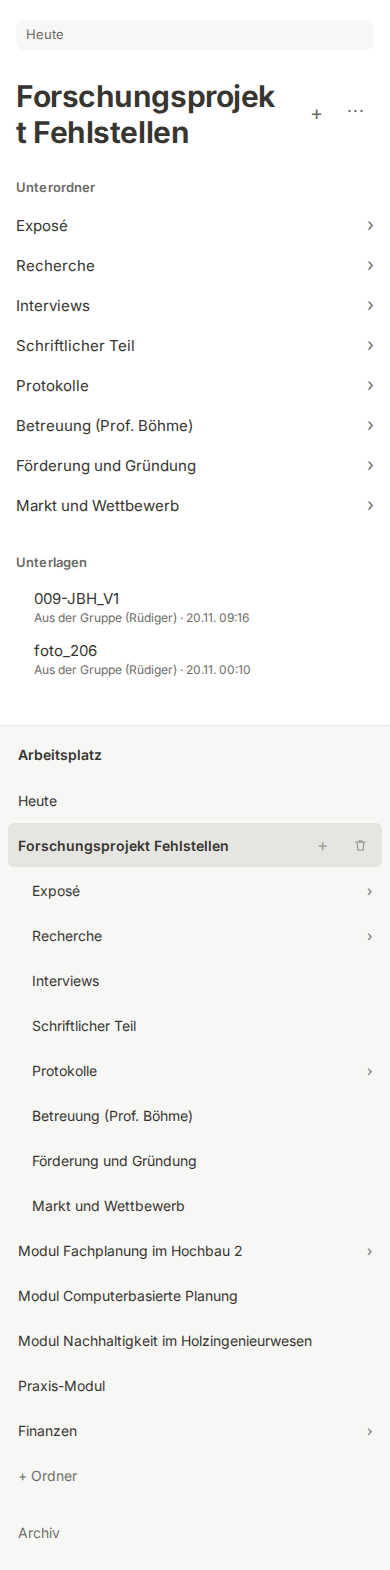 Heute
Forschungsprojek
t Fehlstellen
+ ...
Unterordner
Exposé ›
Recherche ›
Interviews ›
Schriftlicher Teil ›
Protokolle ›
Betreuung (Prof. Böhme) ›
Förderung und Gründung ›
Markt und Wettbewerb ›
Unterlagen
009-JBH_V1
Aus der Gruppe (Rüdiger) · 20.11. 09:16
foto_206
Aus der Gruppe (Rüdiger) · 20.11. 00:10
Arbeitsplatz
Heute
Forschungsprojekt Fehlstellen +
Exposé ›
Recherche ›
Interviews
Schriftlicher Teil
Protokolle ›
Betreuung (Prof. Böhme)
Förderung und Gründung
Markt und Wettbewerb
Modul Fachplanung im Hochbau 2 ›
Modul Computerbasierte Planung
Modul Nachhaltigkeit im Holzingenieurwesen
Praxis-Modul
Finanzen ›
+ Ordner
Archiv